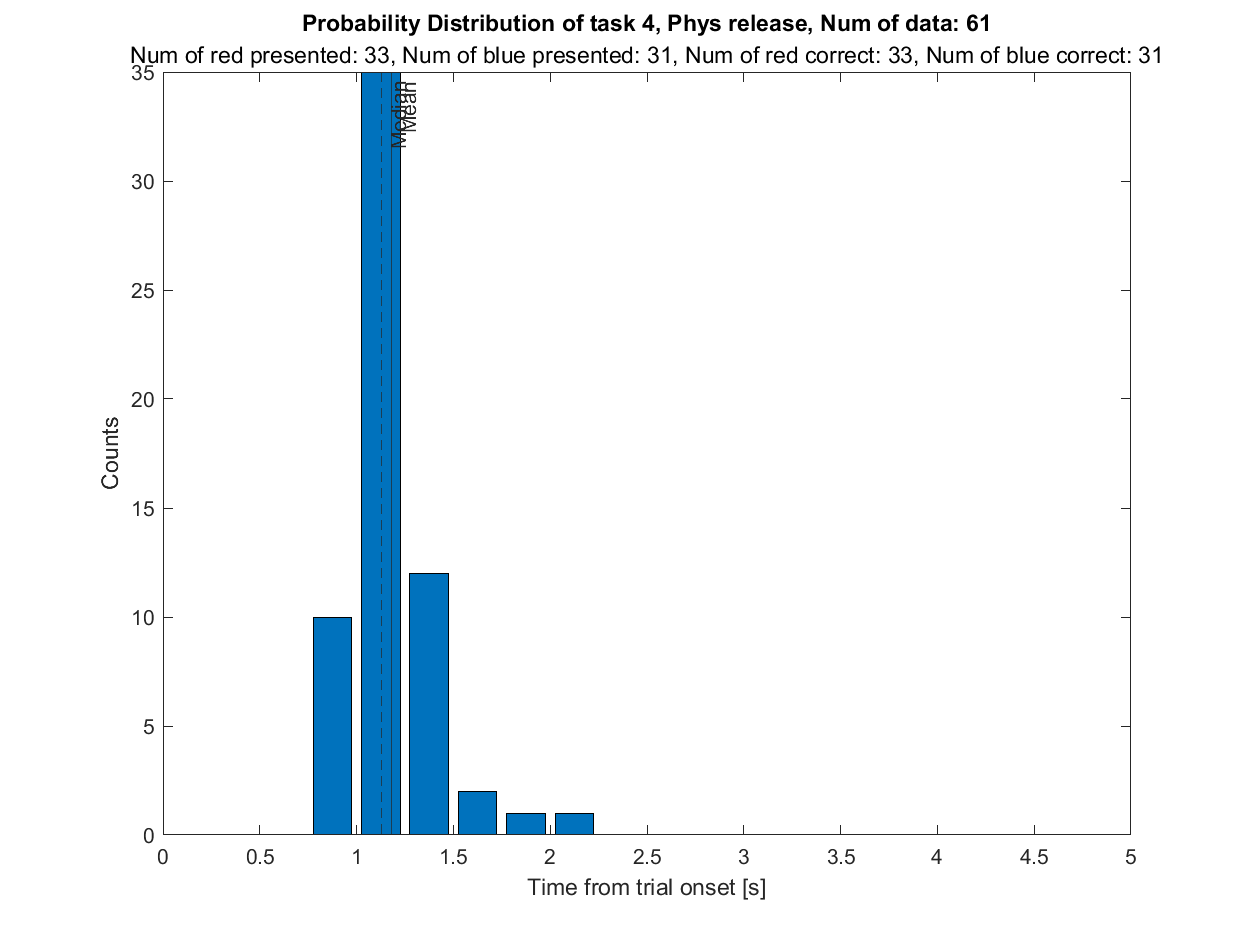 Probability Distribution of task 4, Phys release, Num of data: 61
Num of red presented: 33, Num of blue presented: 31, Num of red correct: 33, Num of blue correct: 31
35
30
25
20
15
10
5
0
Counts
Median
Mean
0 0.5 1 1.5 2 2.5 3 3.5 4 4.5 5
Time from trial onset [s]